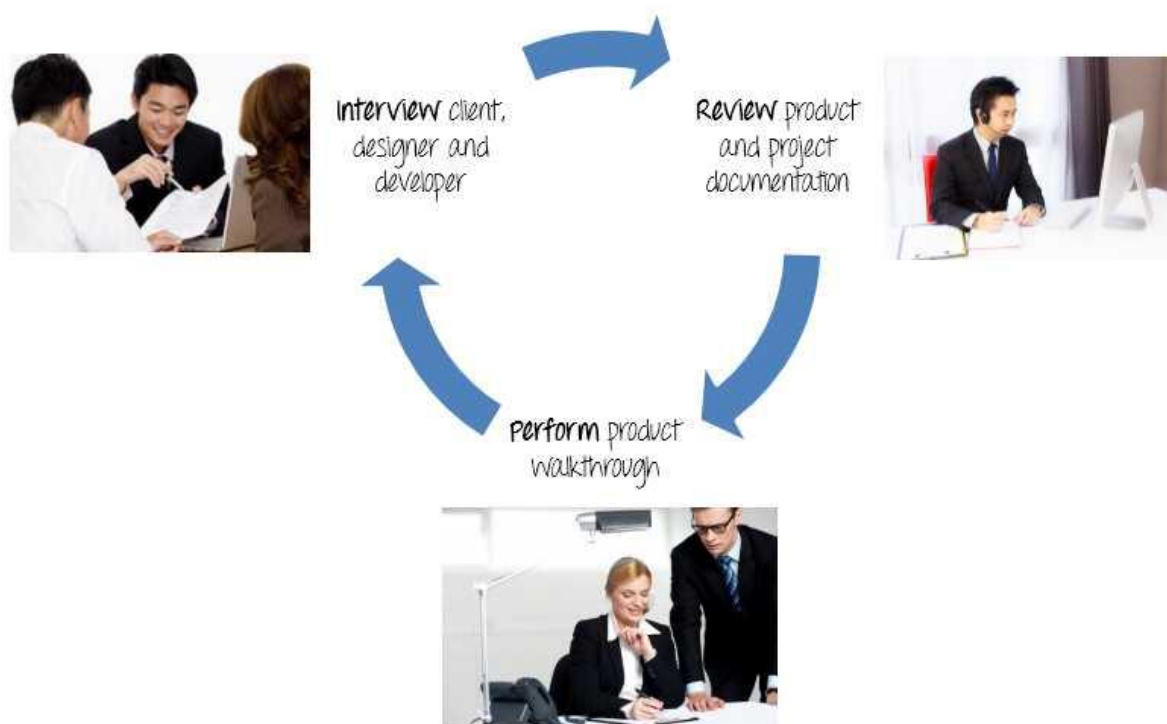 Interview client,
designer and
developer
Review product
and project
documentation
Perform product
walkthrough